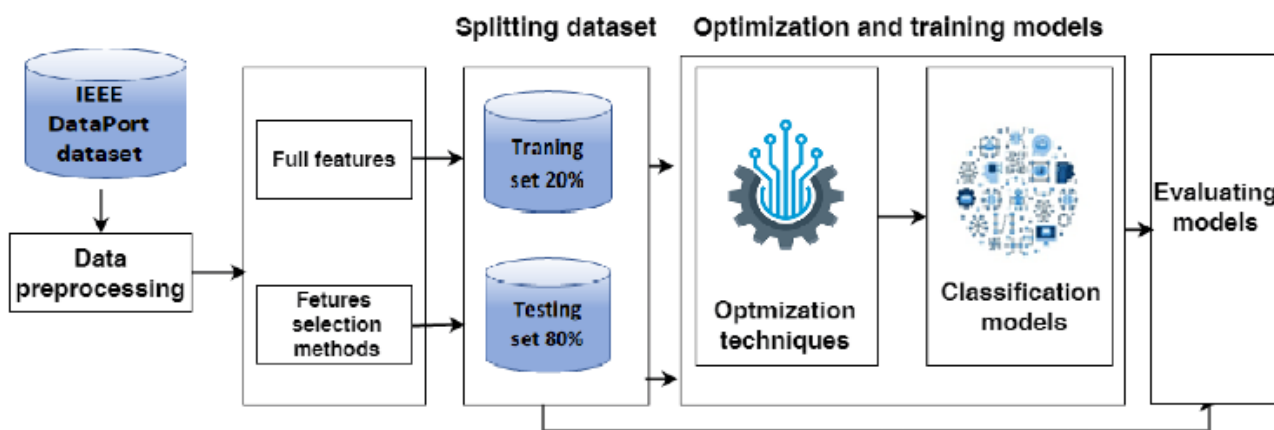 Splitting dataset
Optimization and training models
IEEE
DataPort
dataset
Data
preprocessing
Full features
Fetures
selection
methods
Traning
set 20%
Testing
set 80%
Optmization
techniques
Classification
models
Evaluating
models